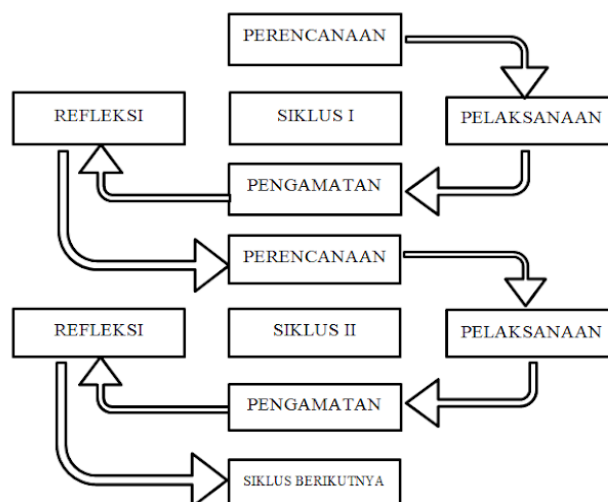 PERENCANAAN
REFLEKSI
SIKLUS I
PELAKSANAAN
PENGAMATAN
PERENCANAAN
REFLEKSI
SIKLUS II
PELAKSANAAN
PENGAMATAN
SIKLUS BERIKUTNYA